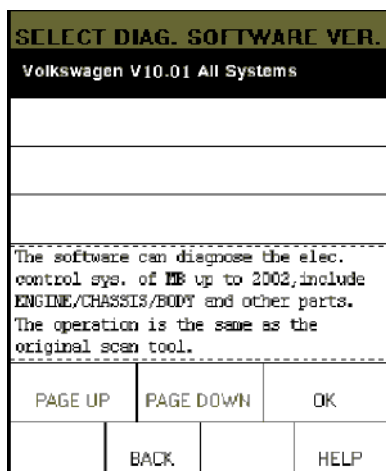 SELECT DIAG. SOFTWARE VER.
Volkswagen V10.01 All Systems
The software can diagnose the elec.
control sys. of MB up to 2002,include
ENGINE/CHASSIS/BODY and other parts.
The operation is the same as the
original scan tool.
PAGE UP PAGE DOWN OK
BACK HELP